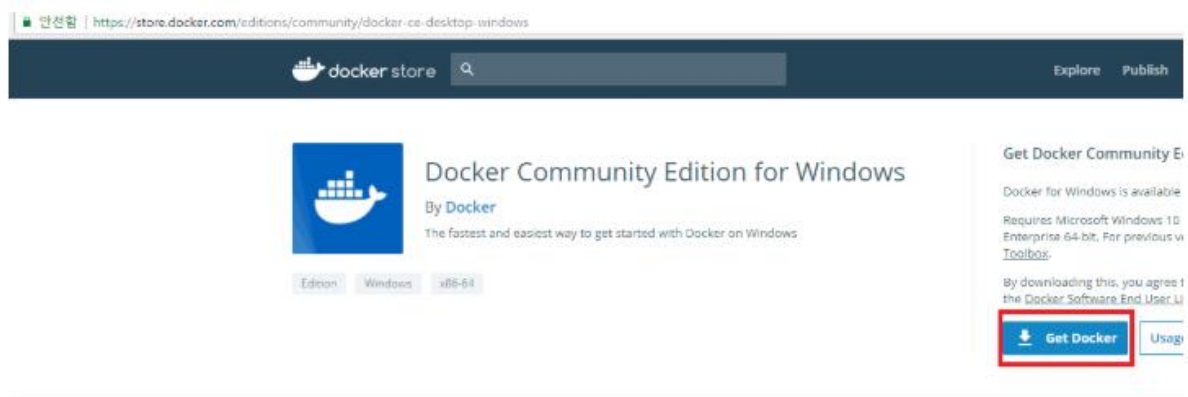 안전함 | https://store.docker.com/editions/community/docker-ce-desktop-windows
docker store
Explore Publish
Docker Community Edition for Windows
By Docker
The fastest and easiest way to get started with Docker on Windows
Edition Windows x86-64
Get Docker Community E
Docker for Windows is available
Requires Microsoft Windows 10
Enterprise 64-bit. For previous v
Toolbox.
By downloading this, you agree t
the Docker Software End User Li
Get Docker
Usag